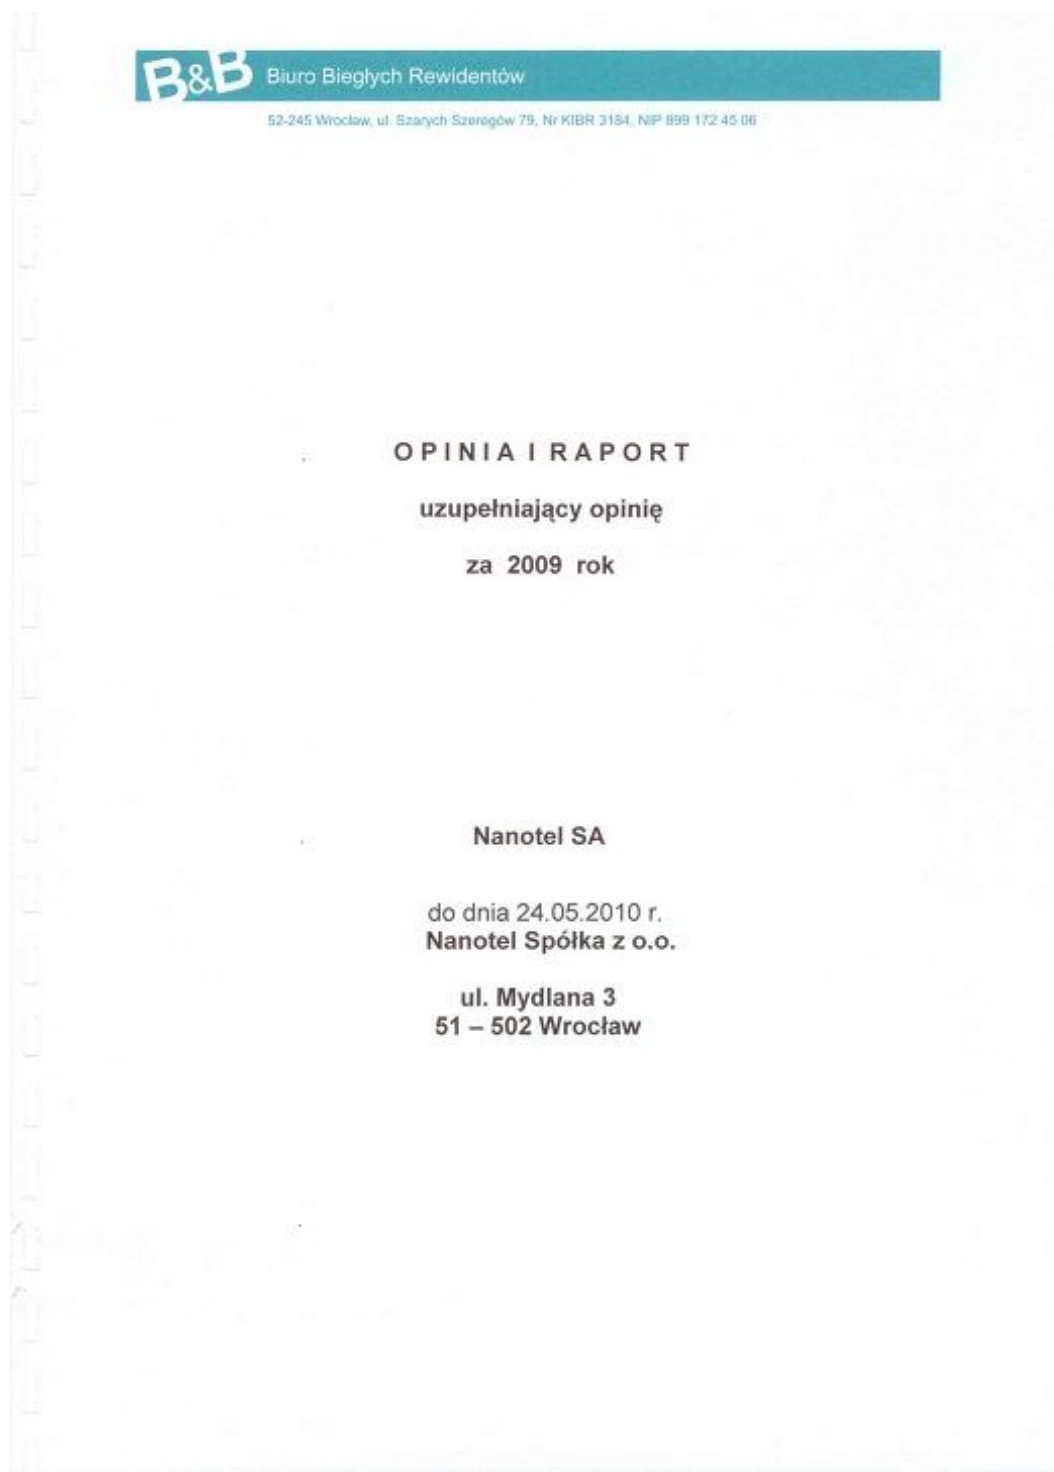 B&B Biuro Biegłych Rewidentów
52-245 Wrocław, ul. Szarych Szeregów 79, Nr KIBR 3184, NIP 899 172 45 06
OPINIA I RAPORT
uzupełniający opinię
za 2009 rok
Nanotel SA
do dnia 24.05.2010 r.
Nanotel Spółka z o.o.
ul. Mydlana 3
51 – 502 Wrocław